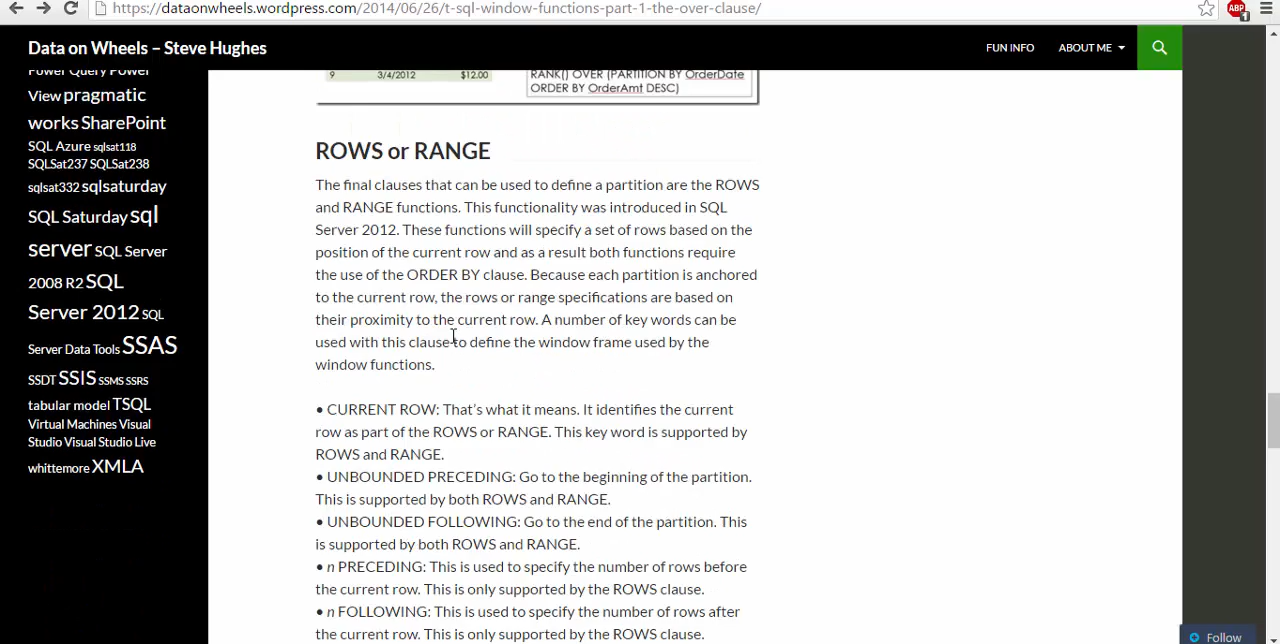 https://dataonwheels.wordpress.com/2014/06/26/t-sql-window-functions-part-1-the-over-clause/
ABP
1
Data on Wheels – Steve Hughes
FUN INFO
ABOUT ME
Power Query Power
View pragmatic
works SharePoint
SQL Azure sqlsat118
SQLSat237 SQLSat238
sqlsat332 sqlsaturday
SQL Saturday sql
server SQL Server
2008 R2 SQL
Server 2012 SQL
Server Data Tools SSAS
SSDT SSIS SSMS SSRS
tabular model TSQL
Virtual Machines Visual
Studio Visual Studio Live
whittemore XMLA
9 3/4/2012 $12.00
RANK() OVER (PARTITION BY OrderDate
ORDER BY OrderAmt DESC)
ROWS or RANGE
The final clauses that can be used to define a partition are the ROWS
and RANGE functions. This functionality was introduced in SQL
Server 2012. These functions will specify a set of rows based on the
position of the current row and as a result both functions require
the use of the ORDER BY clause. Because each partition is anchored
to the current row, the rows or range specifications are based on
their proximity to the current row. A number of key words can be
used with this clause to define the window frame used by the
window functions.
• CURRENT ROW: That’s what it means. It identifies the current
row as part of the ROWS or RANGE. This key word is supported by
ROWS and RANGE.
• UNBOUNDED PRECEDING: Go to the beginning of the partition.
This is supported by both ROWS and RANGE.
• UNBOUNDED FOLLOWING: Go to the end of the partition. This
is supported by both ROWS and RANGE.
• n PRECEDING: This is used to specify the number of rows before
the current row. This is only supported by the ROWS clause.
• n FOLLOWING: This is used to specify the number of rows after
the current row. This is only supported by the ROWS clause.
Follow